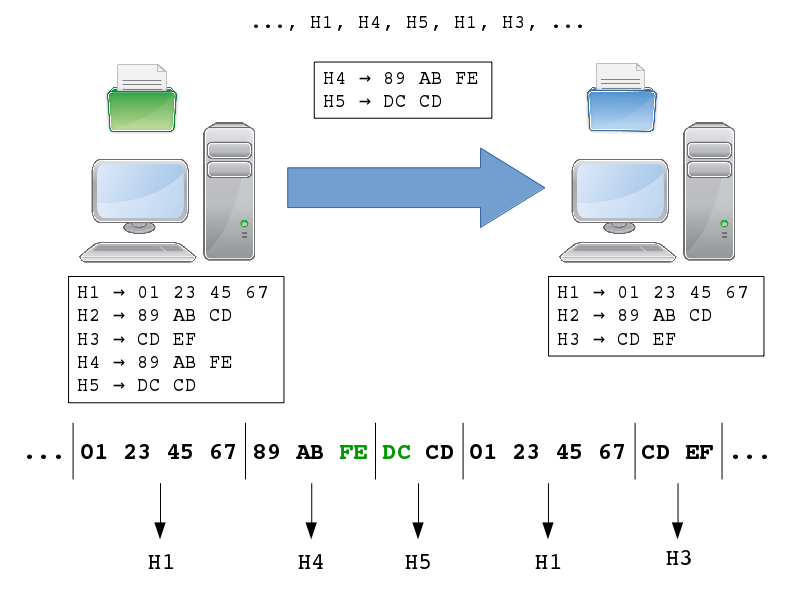 ..., H1, H4, H5, H1, H3, ...
H4 → 89 AB FE
H5 → DC CD
H1 → 01 23 45 67
H2 → 89 AB CD
H3 → CD EF
H4 → 89 AB FE
H5 → DC CD
H1 → 01 23 45 67
H2 → 89 AB CD
H3 → CD EF
... 01 23 45 67 89 AB FE DC CD 01 23 45 67 CD EF ...
H1 H4 H5 H1 H3